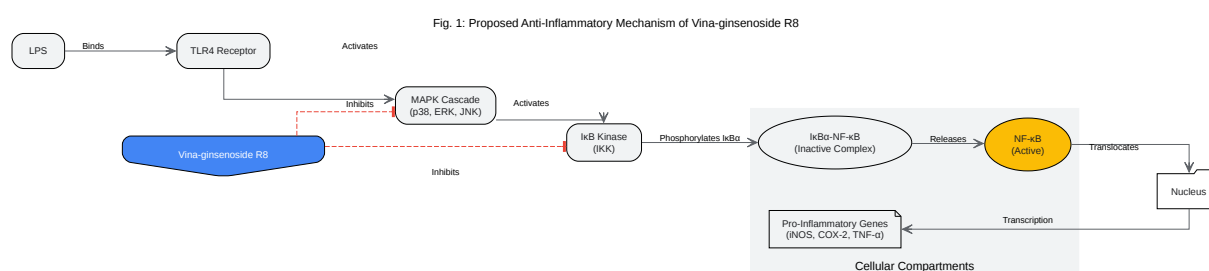 Fig. 1: Proposed Anti-Inflammatory Mechanism of Vina-ginsenoside R8
LPS
Binds
TLR4 Receptor
Activates
Inhibits
MAPK Cascade
(p38, ERK, JNK)
Activates
Vina-ginsenoside R8
Inhibits
IκB Kinase
(IKK)
Phosphorylates IκBα
IκBα-NF-κB
(Inactive Complex)
Releases
NF-κB
(Active)
Translocates
Nucleus
Transcription
Pro-Inflammatory Genes
(iNOS, COX-2, TNF-α)
Cellular Compartments